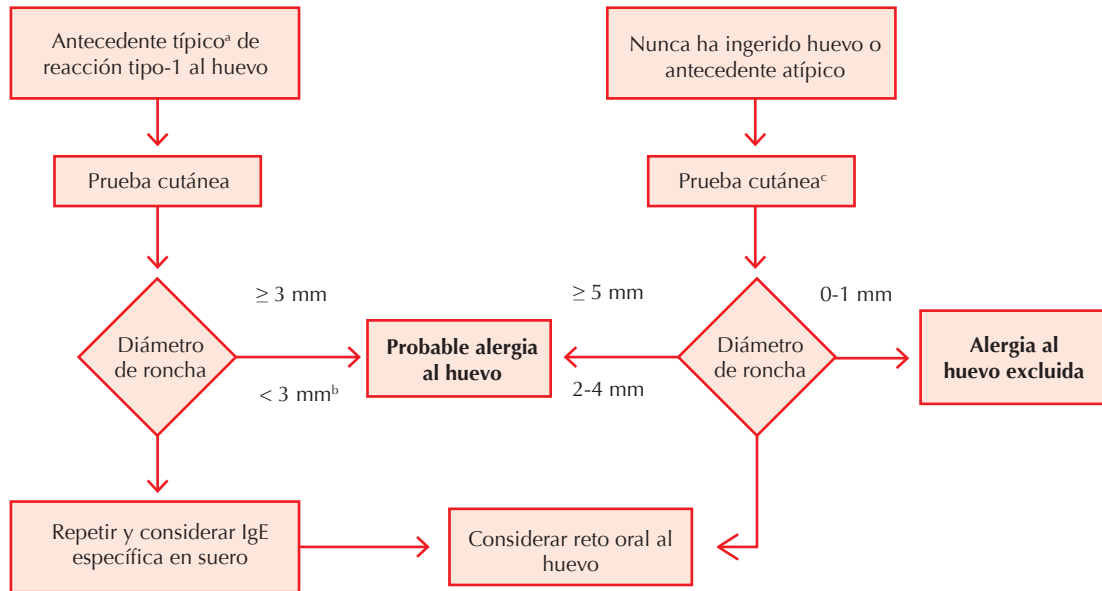 Antecedente típicoᵃ de
reacción tipo-1 al huevo
Nunca ha ingerido huevo o
antecedente atípico
Prueba cutánea
Prueba cutáneaᶜ
≥ 3 mm
≥ 5 mm
0-1 mm
Diámetro
de roncha
Probable alergia
al huevo
Diámetro
de roncha
Alergia al
huevo excluida
< 3 mmᵇ
2-4 mm
Repetir y considerar IgE
específica en suero
Considerar reto oral al
huevo